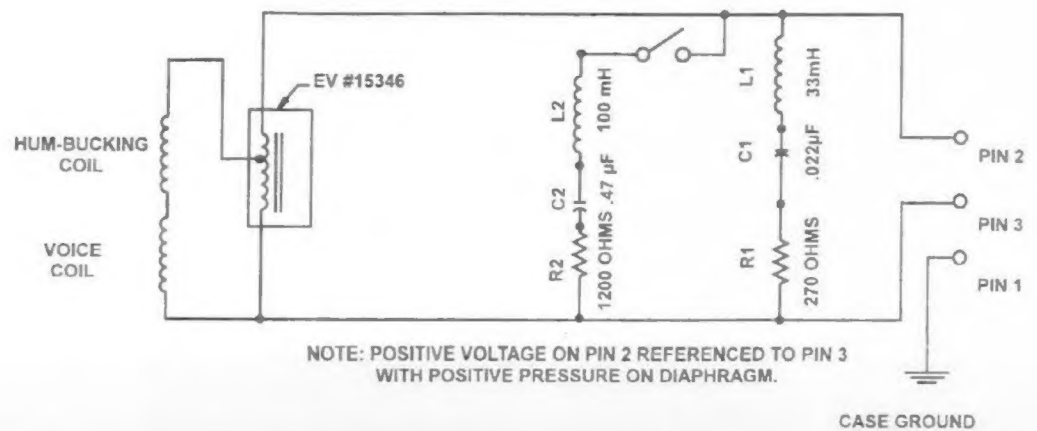 EV #15346
HUM-BUCKING
COIL
VOICE
COIL
L2
100 mH
C2
.47 µF
R2
1200 OHMS
L1
33mH
C1
.022µF
R1
270 OHMS
PIN 2
PIN 3
PIN 1
NOTE: POSITIVE VOLTAGE ON PIN 2 REFERENCED TO PIN 3
WITH POSITIVE PRESSURE ON DIAPHRAGM.
CASE GROUND